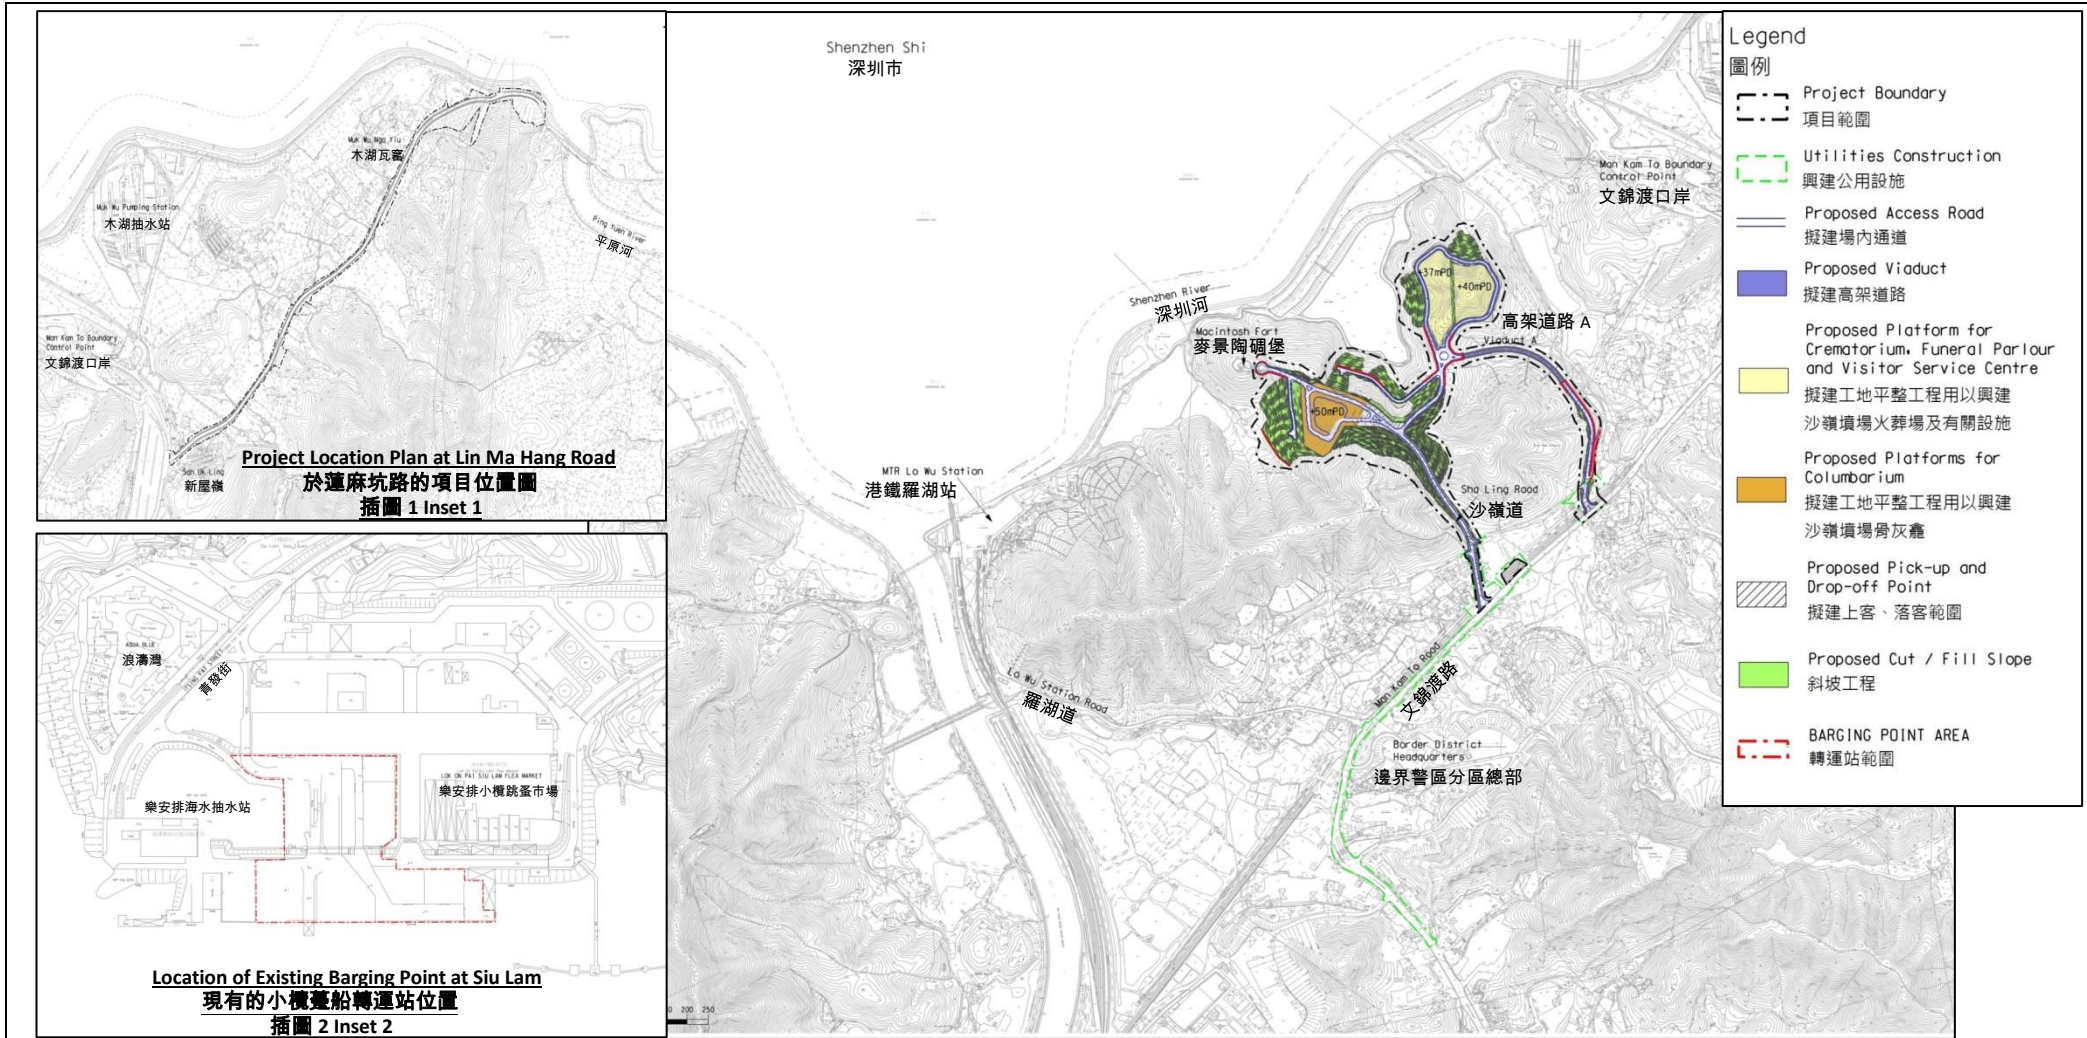 Muk Wu Nga Yiu
木湖瓦窰
Muk Wu Pumping Station
木湖抽水站
Ping Yuen River
平原河
Man Kam To Boundary
Control Point
文錦渡口岸
San Uk Ling
新屋嶺
Project Location Plan at Lin Ma Hang Road
於蓮麻坑路的項目位置圖
插圖 1 Inset 1
AQUA BLUE
浪濤灣
青發街
LOK ON PAI SIU LAM FLEA MARKET
樂安排小欖跳蚤市場
樂安排海水抽水站
Location of Existing Barging Point at Siu Lam
現有的小欖躉船轉運站位置
插圖 2 Inset 2
Shenzhen Shi
深圳市
Man Kam To Boundary
Control Point
文錦渡口岸
Shenzhen River
深圳河
Macintosh Fort
麥景陶碉堡
+37mPD
+40mPD
高架道路 A
Viaduct A
+50mPD
MTR Lo Wu Station
港鐵羅湖站
Sha Ling Road
沙嶺道
Lo Wu Station Road
羅湖道
Man Kam To Road
文錦渡路
Border District
Headquarters
邊界警區分區總部
0 200 250
Legend
圖例
Project Boundary
項目範圍
Utilities Construction
興建公用設施
Proposed Access Road
擬建場內通道
Proposed Viaduct
擬建高架道路
Proposed Platform for
Crematorium, Funeral Parlour
and Visitor Service Centre
擬建工地平整工程用以興建
沙嶺墳場火葬場及有關設施
Proposed Platforms for
Columbarium
擬建工地平整工程用以興建
沙嶺墳場骨灰龕
Proposed Pick-up and
Drop-off Point
擬建上客、落客範圍
Proposed Cut / Fill Slope
斜坡工程
BARGING POINT AREA
轉運站範圍